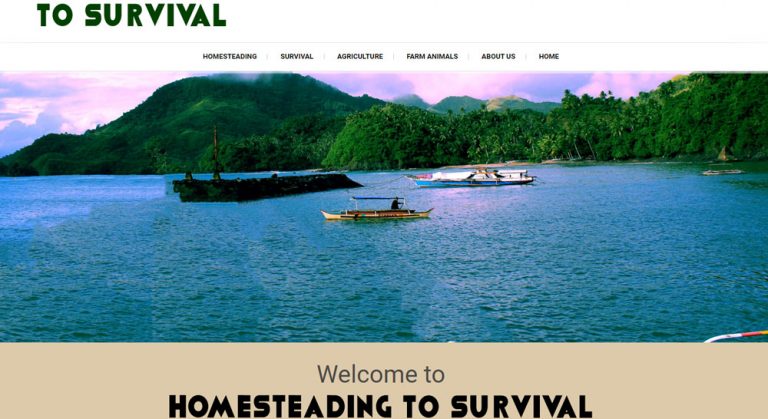 TO SURVIVAL
HOMESTEADING SURVIVAL AGRICULTURE FARM ANIMALS ABOUT US HOME
Welcome to
HOMESTEADING TO SURVIVAL